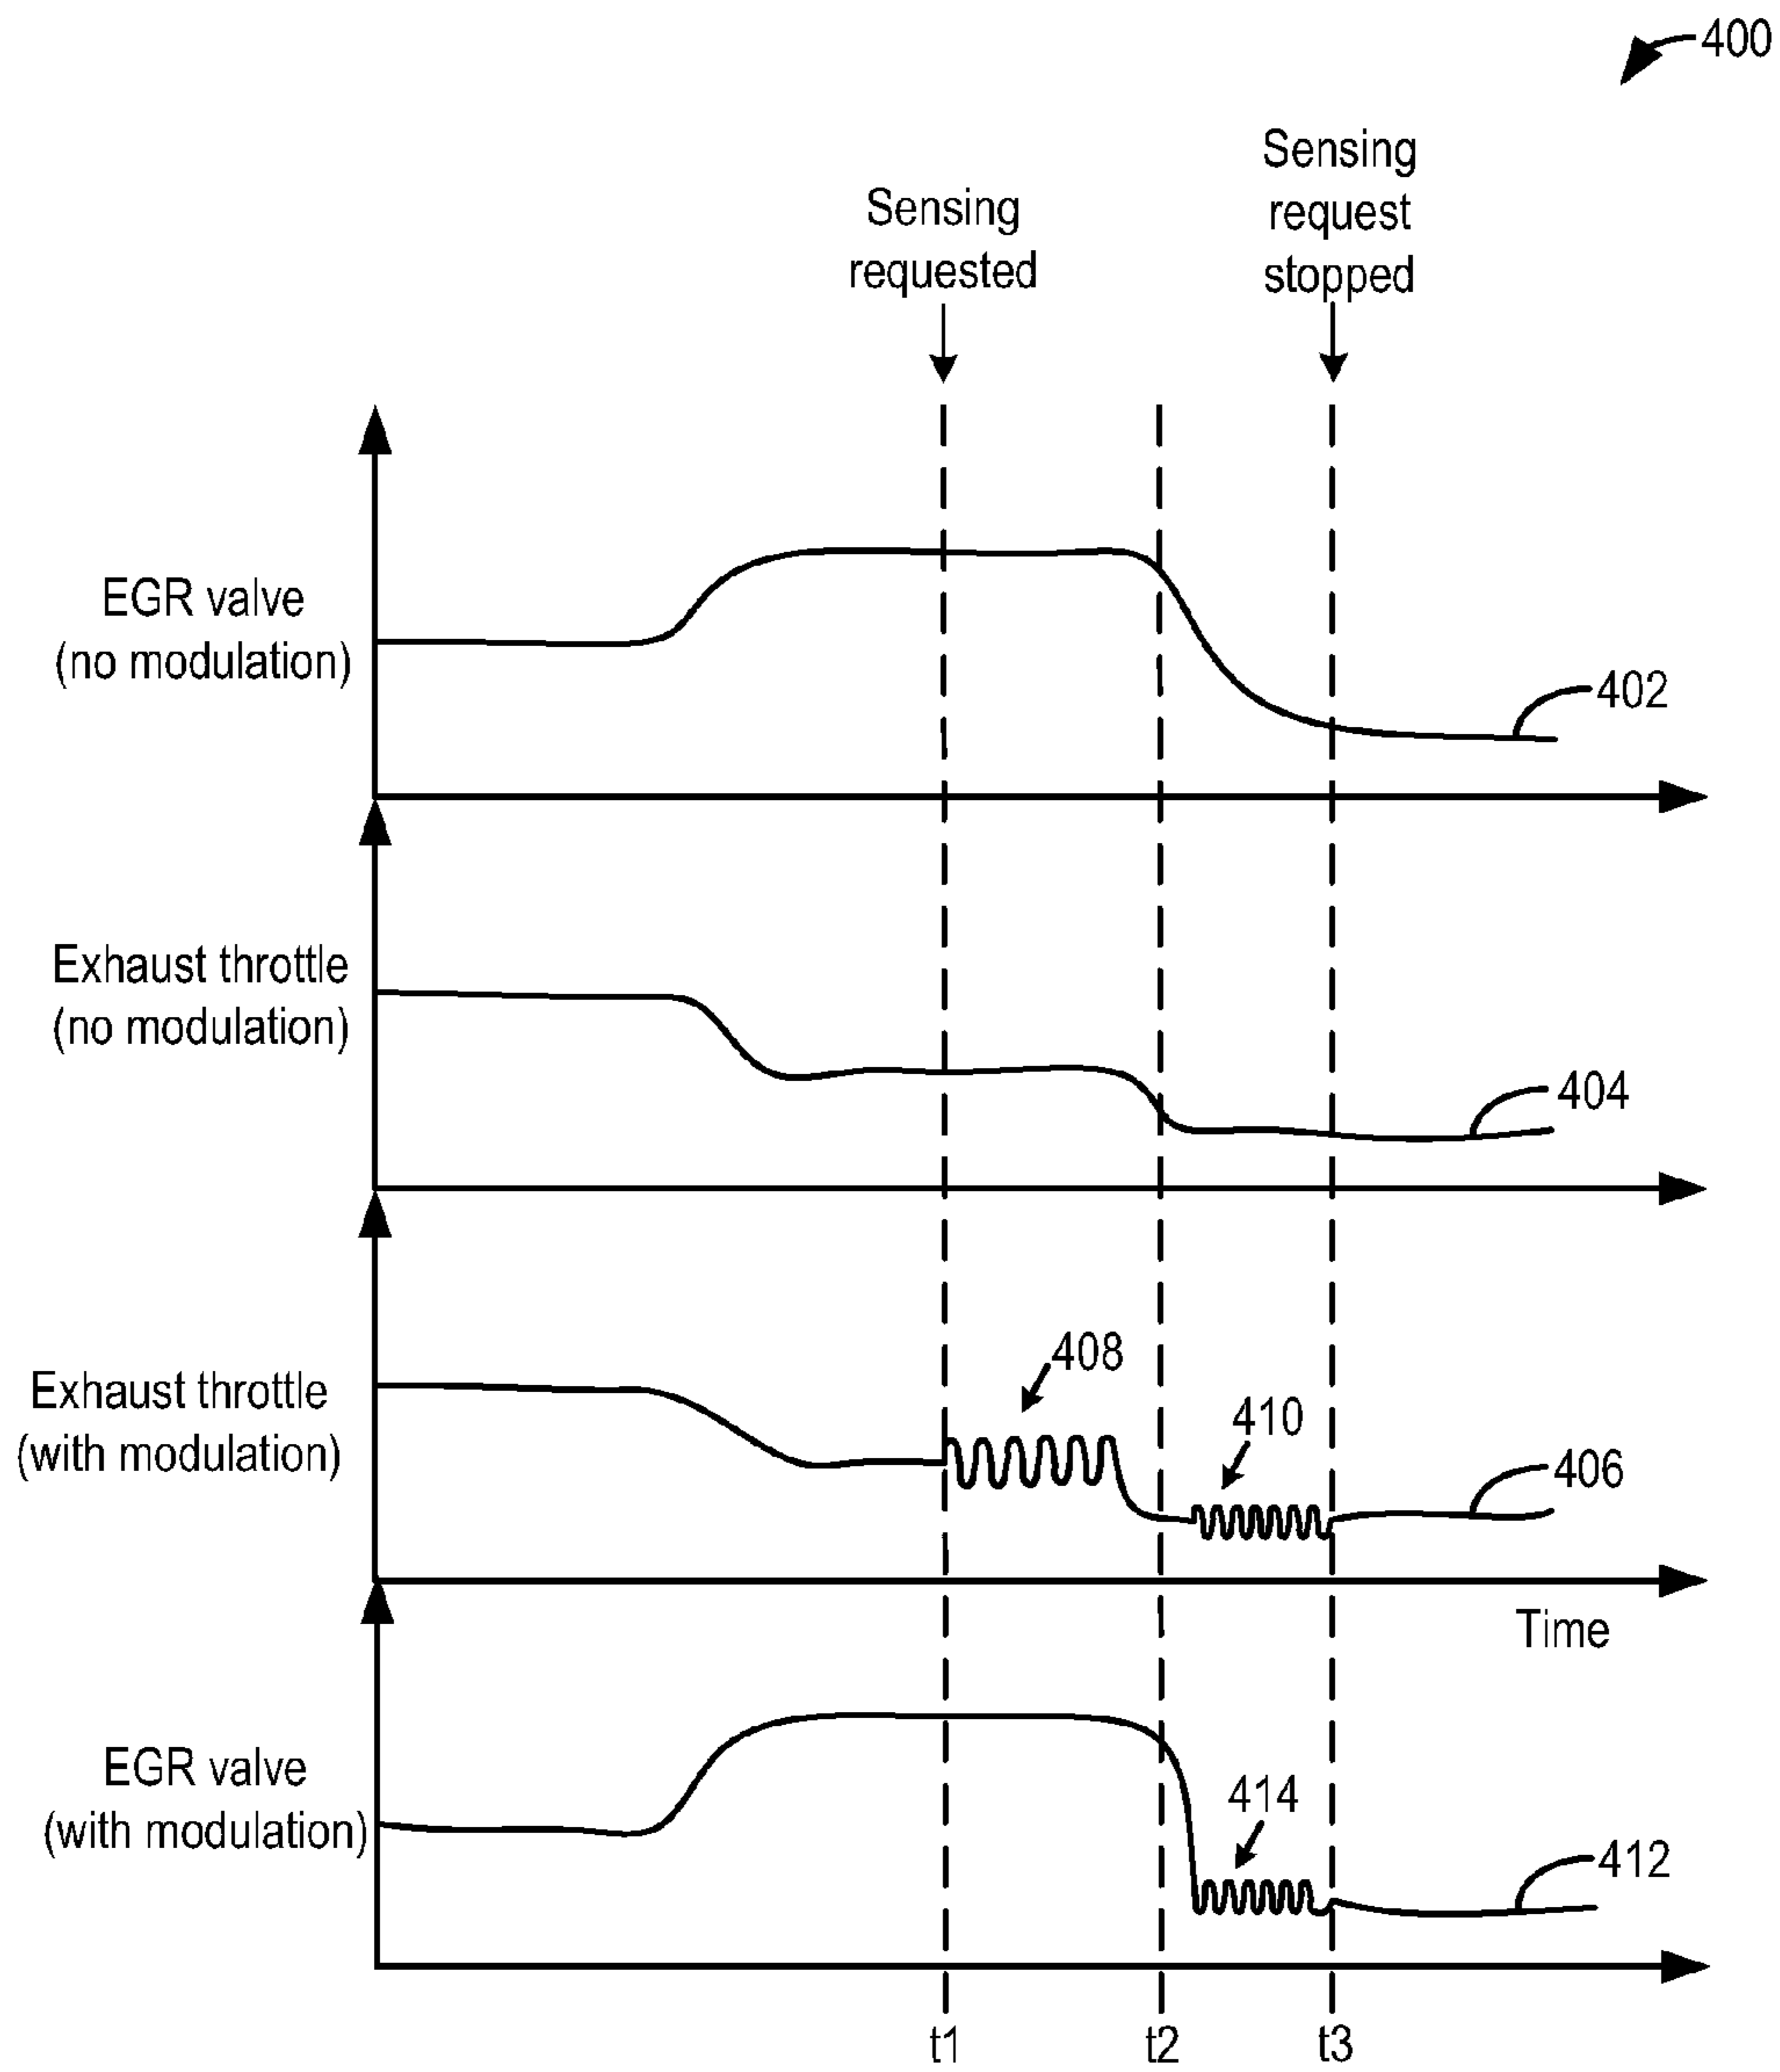 400
Sensing
requested
Sensing
request
stopped
EGR valve
(no modulation)
402
Exhaust throttle
(no modulation)
404
Exhaust throttle
(with modulation)
408
410
406
Time
EGR valve
(with modulation)
414
412
t1
t2
t3